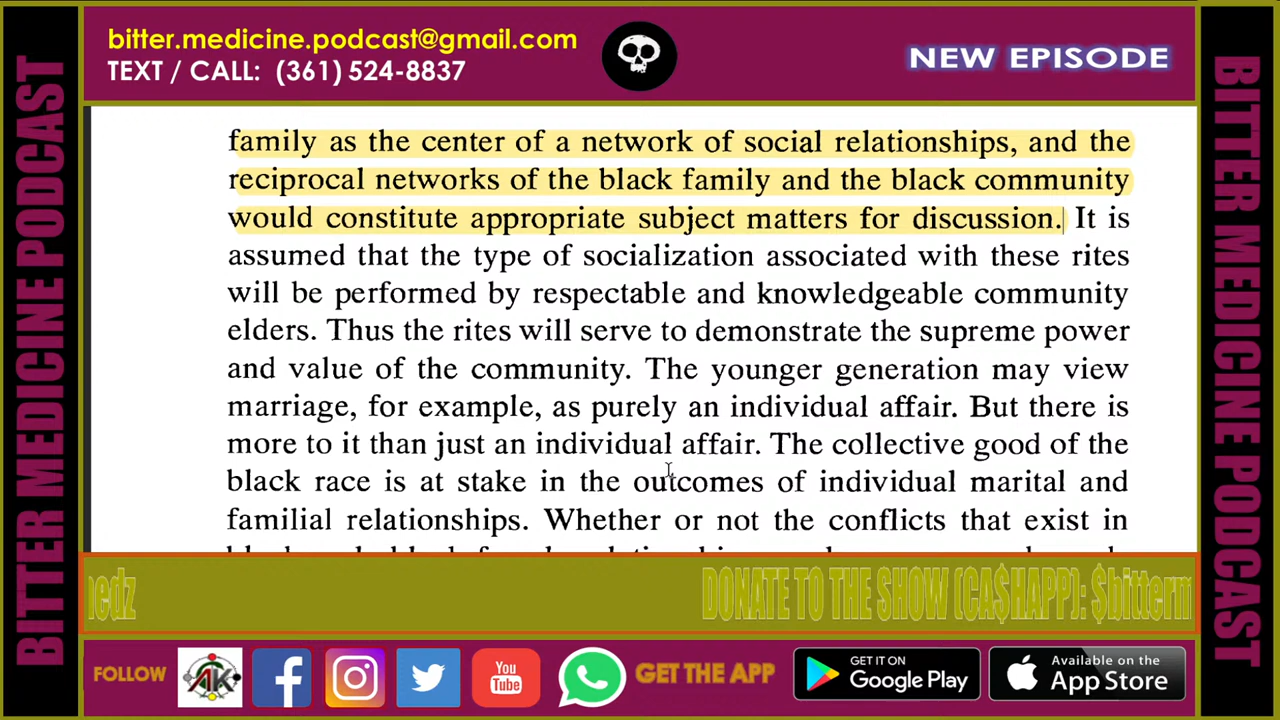 bitter.medicine.podcast@gmail.com
TEXT / CALL: (361) 524-8837
NEW EPISODE
BITTER MEDICINE PODCAST
BITTER MEDICINE PODCAST
family as the center of a network of social relationships, and the
reciprocal networks of the black family and the black community
would constitute appropriate subject matters for discussion. It is
assumed that the type of socialization associated with these rites
will be performed by respectable and knowledgeable community
elders. Thus the rites will serve to demonstrate the supreme power
and value of the community. The younger generation may view
marriage, for example, as purely an individual affair. But there is
more to it than just an individual affair. The collective good of the
black race is at stake in the outcomes of individual marital and
familial relationships. Whether or not the conflicts that exist in
edz
DONATE TO THE SHOW (CA$HAPP): $bitterm
FOLLOW
You
Tube
GET THE APP
GET IT ON
Google Play
Available on the
App Store